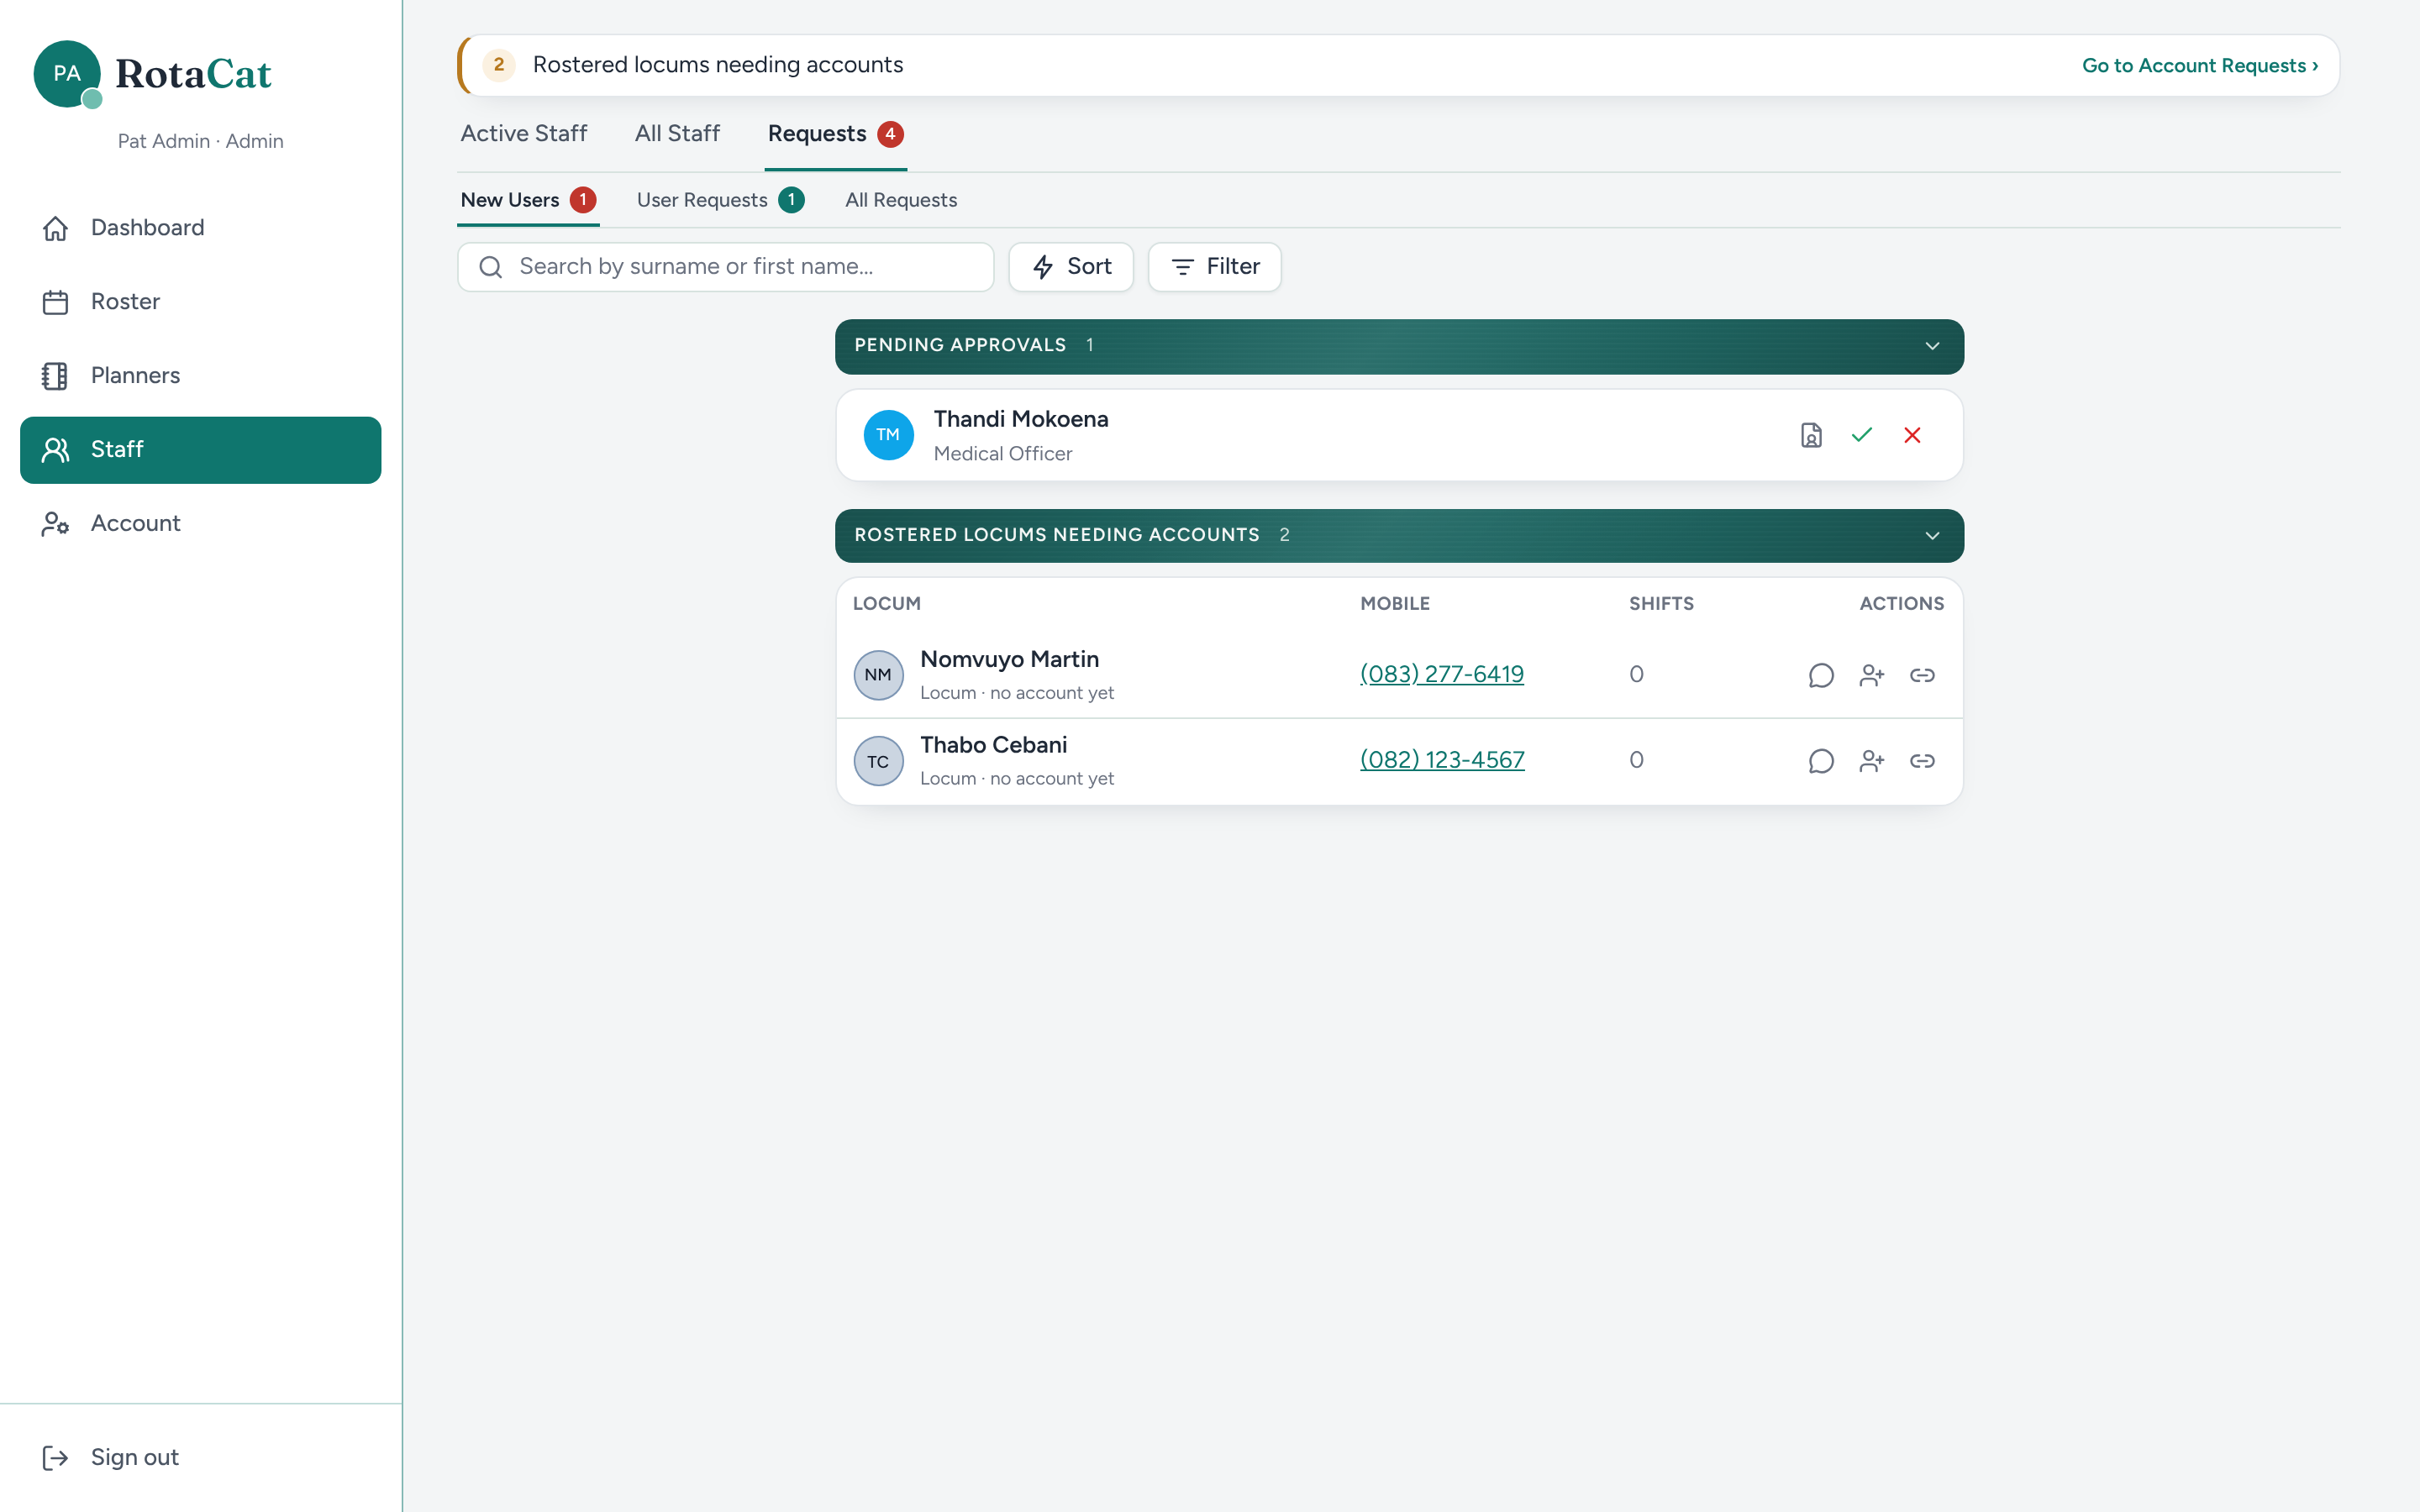 PA
RotaCat
Pat Admin · Admin
Dashboard
Roster
Planners
Staff
Account
Sign out
2 Rostered locums needing accounts Go to Account Requests ›
Active Staff All Staff Requests 4
New Users 1 User Requests 1 All Requests
Search by surname or first name... Sort Filter
PENDING APPROVALS 1
TM Thandi Mokoena
Medical Officer
ROSTERED LOCUMS NEEDING ACCOUNTS 2
LOCUM MOBILE SHIFTS ACTIONS
NM Nomvuyo Martin (083) 277-6419 0
Locum · no account yet
TC Thabo Cebani (082) 123-4567 0
Locum · no account yet